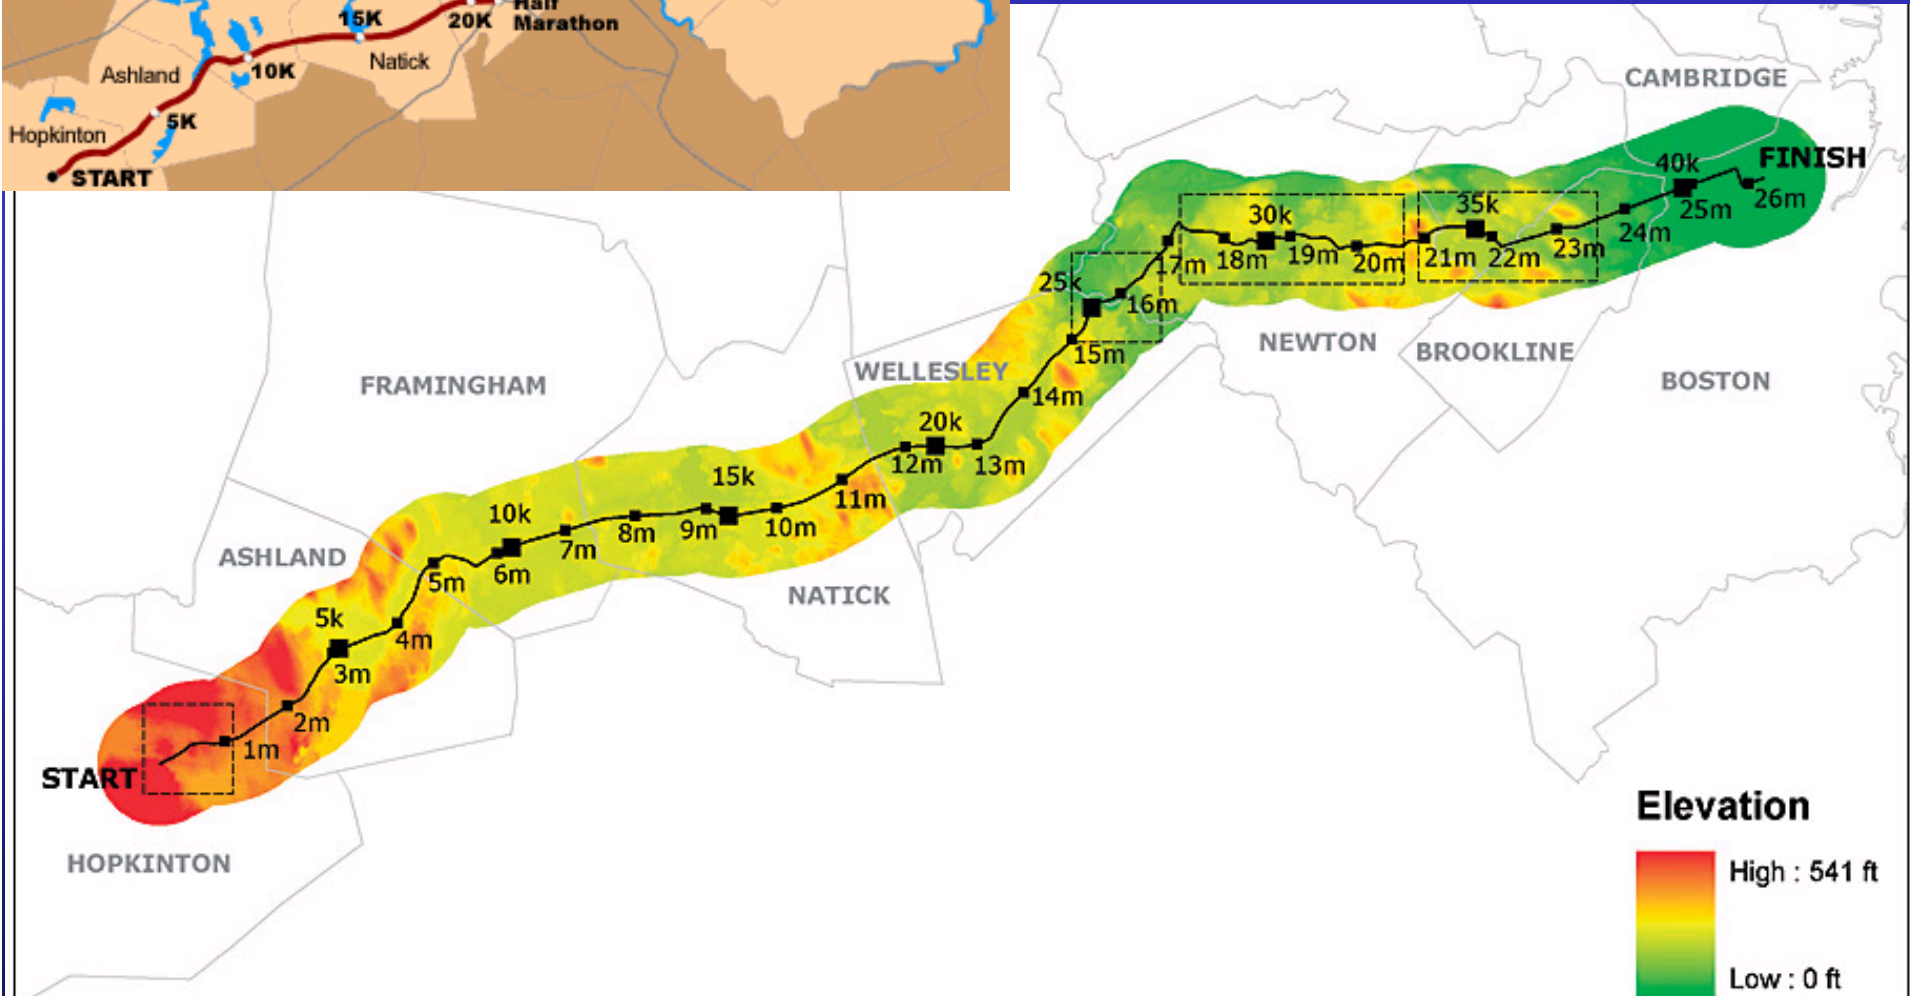 Half
Marathon
15K
20K
Natick
Ashland
10K
5K
Hopkinton
START
CAMBRIDGE
FINISH
40k
26m
25m
24m
35k
23m
22m
21m
30k
20m
19m
18m
17m
25k
16m
15m
NEWTON
BROOKLINE
BOSTON
WELLESLEY
14m
FRAMINGHAM
20k
12m
13m
15k
11m
10k
10m
9m
8m
7m
ASHLAND
6m
5m
NATICK
5k
4m
3m
2m
1m
START
HOPKINTON
Elevation
High : 541 ft
Low : 0 ft